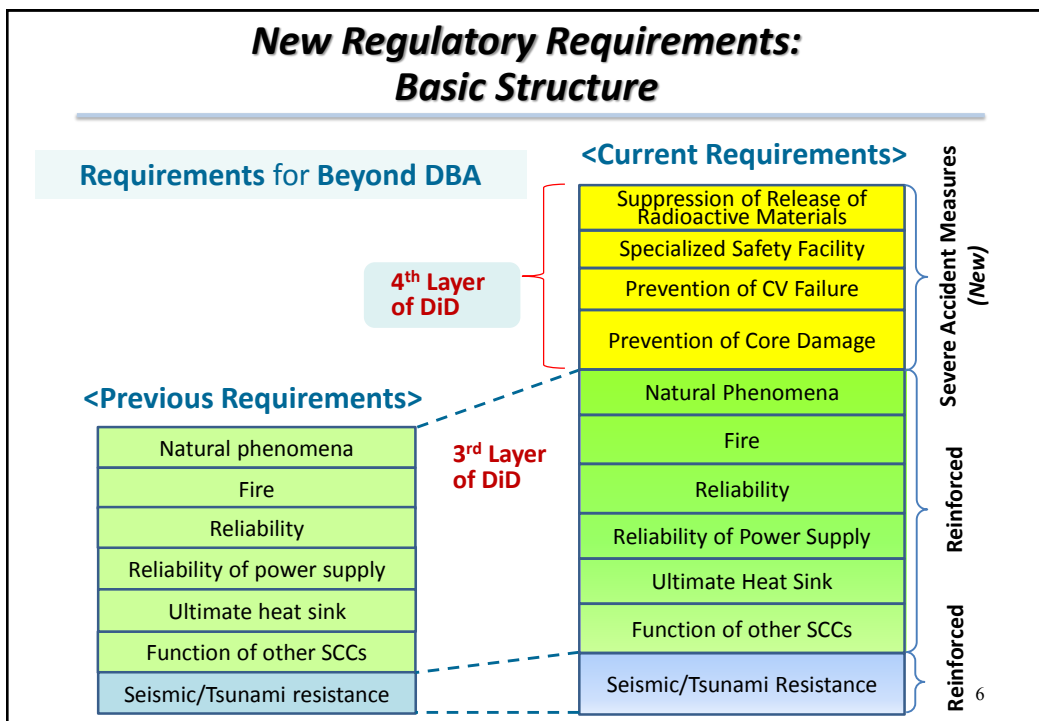 New Regulatory Requirements:
Basic Structure
Requirements for Beyond DBA
<Current Requirements>
Suppression of Release of
Radioactive Materials
Specialized Safety Facility
Prevention of CV Failure
Prevention of Core Damage
4th Layer
of DiD
Severe Accident Measures
(New)
<Previous Requirements>
Natural phenomena
Fire
Reliability
Reliability of power supply
Ultimate heat sink
Function of other SCCs
Seismic/Tsunami resistance
3rd Layer
of DiD
Natural Phenomena
Fire
Reliability
Reliability of Power Supply
Ultimate Heat Sink
Function of other SCCs
Seismic/Tsunami Resistance
Reinforced
Reinforced
6